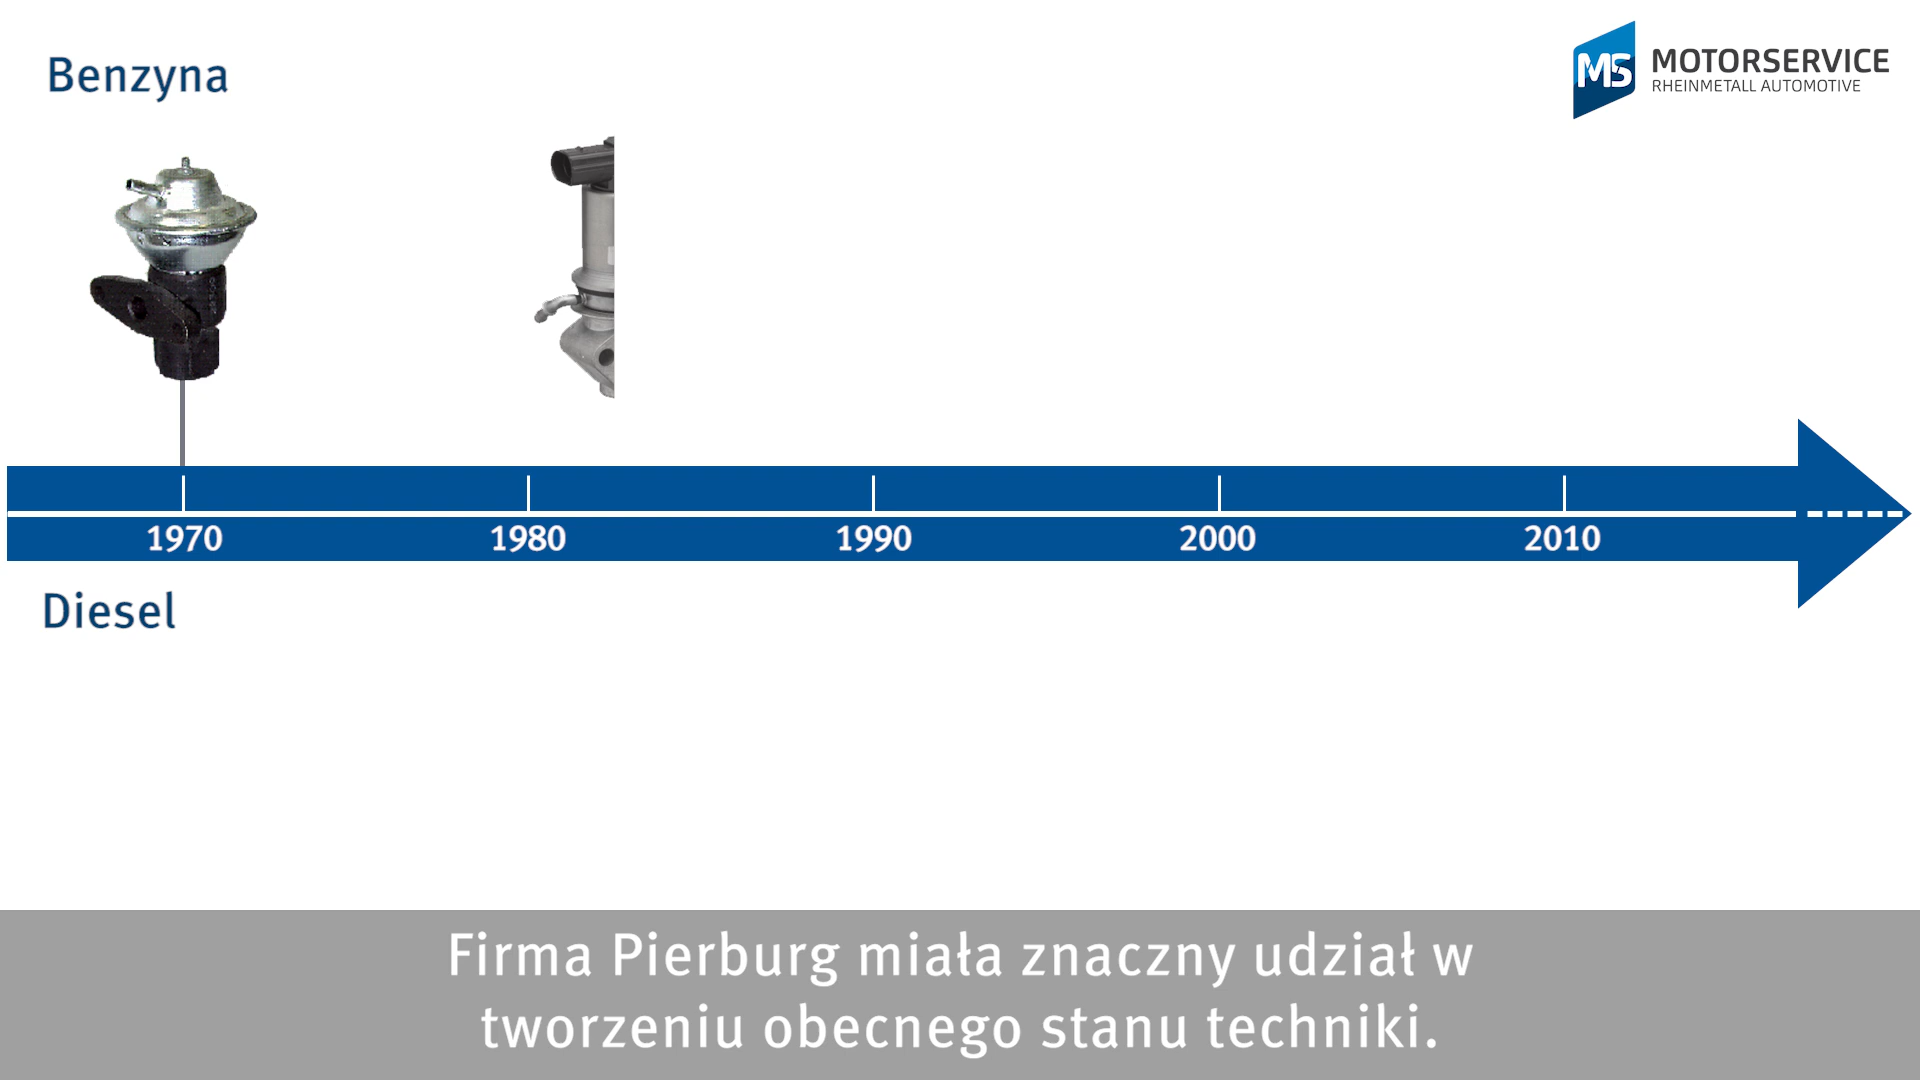 Benzyna
MS MOTORSERVICE
RHEINMETALL AUTOMOTIVE
1970 1980 1990 2000 2010
Diesel
Firma Pierburg miała znaczny udział w
tworzeniu obecnego stanu techniki.